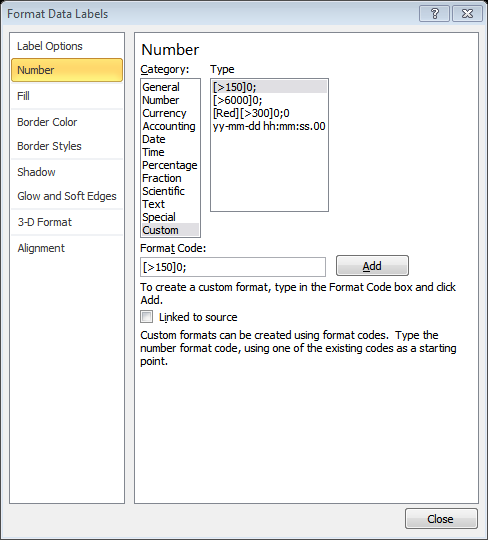 Format Data Labels
Label Options
Number
Fill
Border Color
Border Styles
Shadow
Glow and Soft Edges
3-D Format
Alignment
Number
Category:
General
Number
Currency
Accounting
Date
Time
Percentage
Fraction
Scientific
Text
Special
Custom
Type
[>150]0;
[>6000]0;
[Red][>300]0;0
yy-mm-dd hh:mm:ss.00
Format Code:
[>150]0;
Add
To create a custom format, type in the Format Code box and click
Add.
Linked to source
Custom formats can be created using format codes.  Type the
number format code, using one of the existing codes as a starting
point.
Close